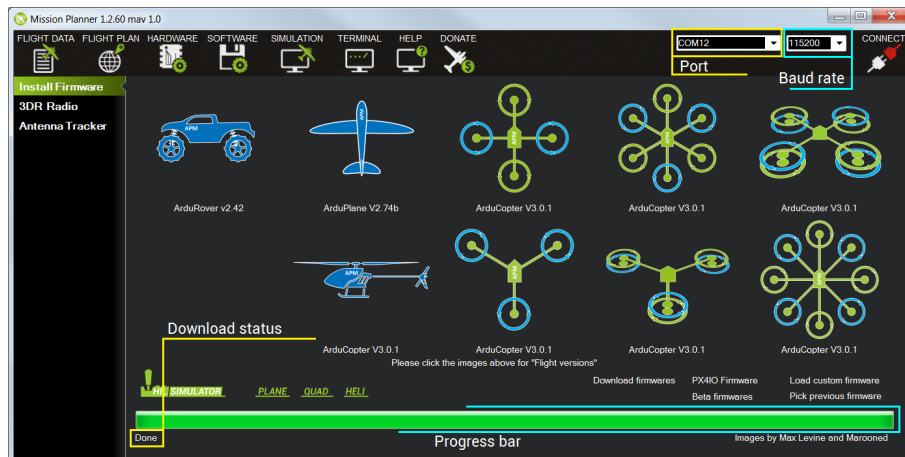 Mission Planner 1.2.60 mav 1.0
FLIGHT DATA FLIGHT PLAN HARDWARE SOFTWARE SIMULATION TERMINAL HELP DONATE
COM12 115200 CONNECT
Port
Baud rate
Install Firmware
3DR Radio
Antenna Tracker
APM APM APM APM
ArduRover v2.42 ArduPlane V2.74b ArduCopter V3.0.1 ArduCopter V3.0.1 ArduCopter V3.0.1
APM APM APM
Download status
ArduCopter V3.0.1 ArduCopter V3.0.1 ArduCopter V3.0.1 ArduCopter V3.0.1
Please click the images above for "Flight versions"
Download firmwares PX4IO Firmware Load custom firmware
HIL SIMULATOR PLANE QUAD HELI
Beta firmwares Pick previous firmware
Done
Progress bar
Images by Max Levine and Marooned